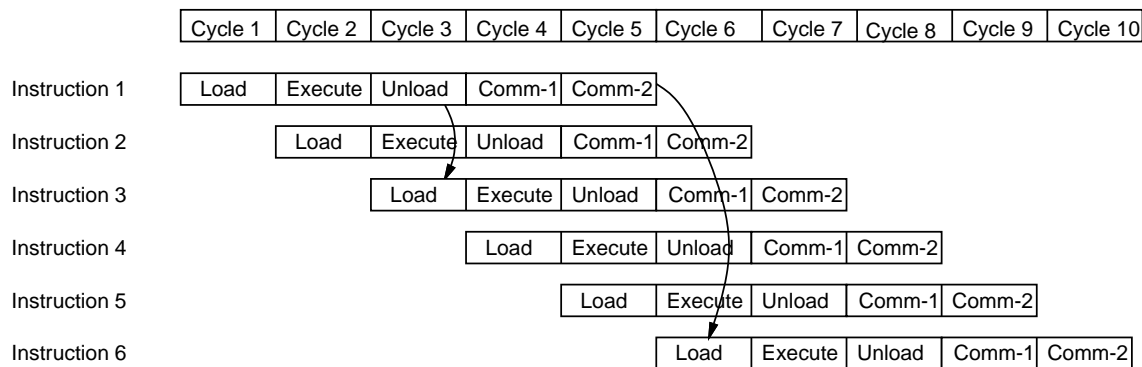 Cycle 1 Cycle 2 Cycle 3 Cycle 4 Cycle 5 Cycle 6 Cycle 7 Cycle 8 Cycle 9 Cycle 10
Instruction 1 Load Execute Unload Comm-1 Comm-2
Instruction 2 Load Execute Unload Comm-1 Comm-2
Instruction 3 Load Execute Unload Comm-1 Comm-2
Instruction 4 Load Execute Unload Comm-1 Comm-2
Instruction 5 Load Execute Unload Comm-1 Comm-2
Instruction 6 Load Execute Unload Comm-1 Comm-2